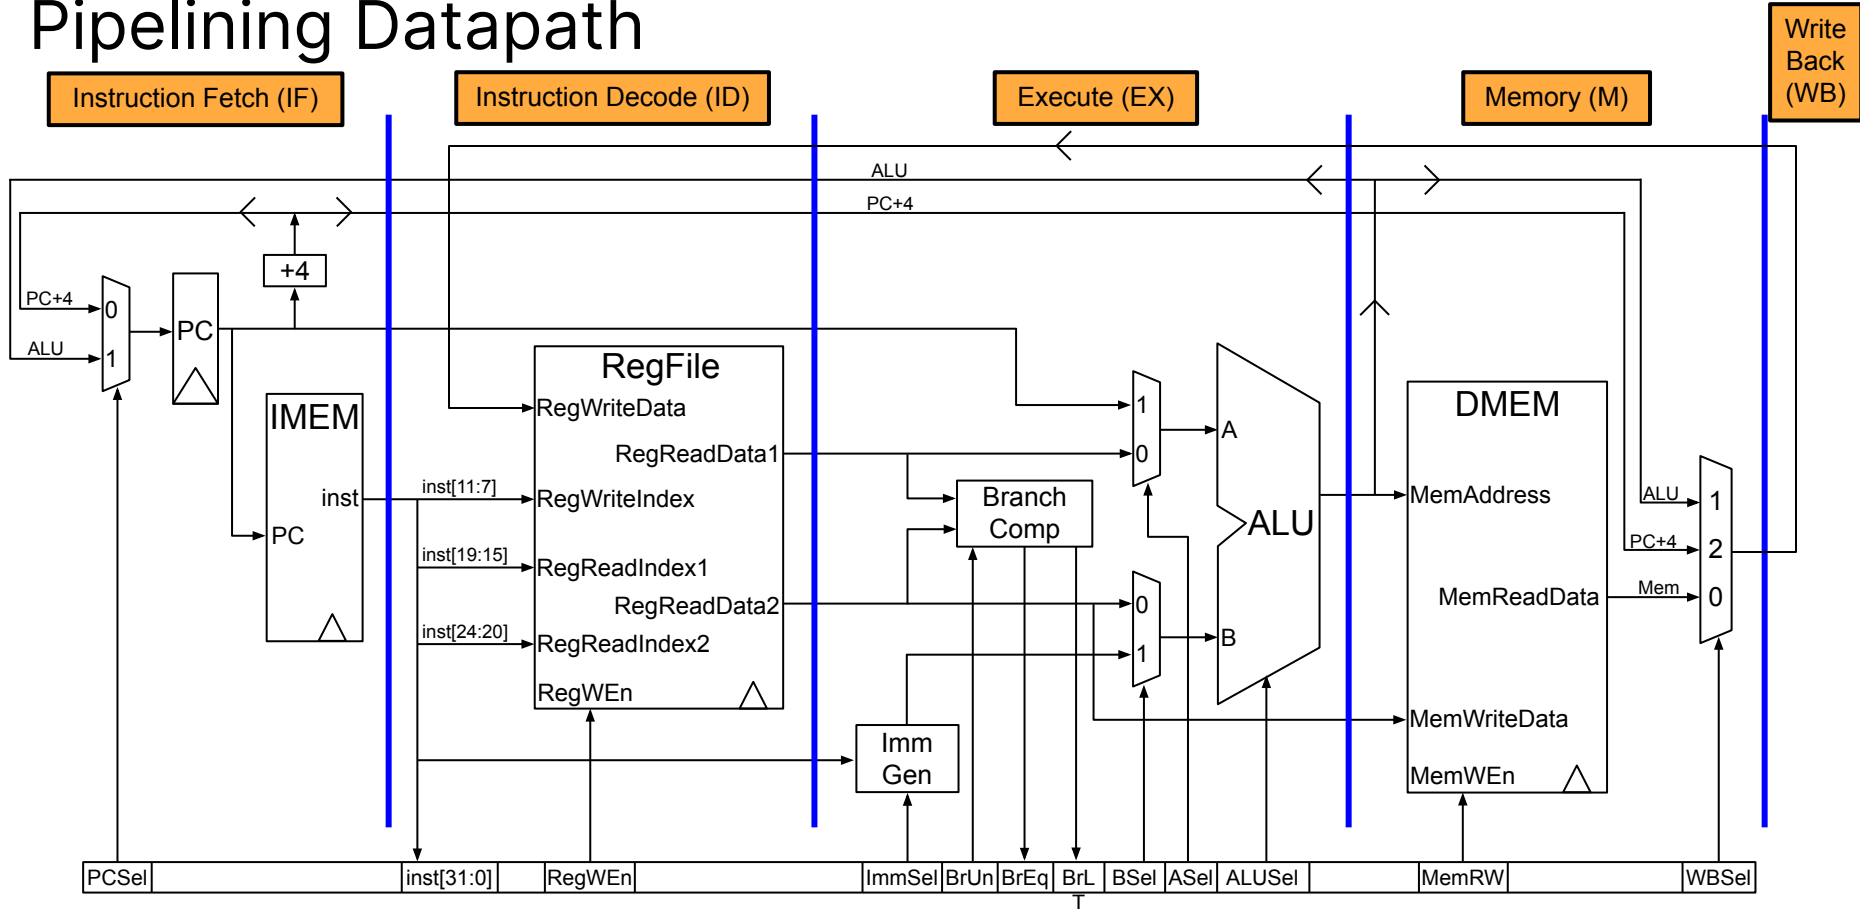 Pipelining Datapath
Instruction Fetch (IF)
Instruction Decode (ID)
Execute (EX)
Memory (M)
Write
Back
(WB)
ALU
PC+4
+4
PC+4
0
ALU
1
PC
IMEM
inst
PC
RegFile
RegWriteData
RegReadData1
inst[11:7]
RegWriteIndex
inst[19:15]
RegReadIndex1
RegReadData2
inst[24:20]
RegReadIndex2
RegWEn
Branch
Comp
Imm
Gen
1
0
0
1
A
ALU
B
DMEM
MemAddress
MemReadData
MemWriteData
MemWEn
ALU
1
PC+4
2
Mem
0
PCSel
inst[31:0]
RegWEn
ImmSel
BrUn
BrEq
BrL
T
BSel
ASel
ALUSel
MemRW
WBSel